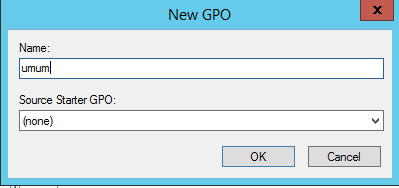 New GPO
x
Name:
umum
Source Starter GPO:
(none)
OK Cancel